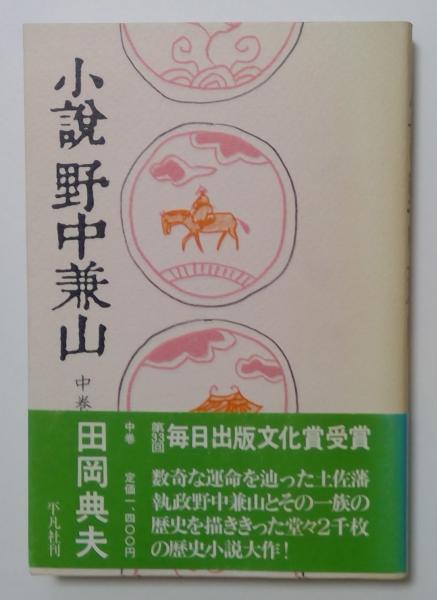 小説 野中兼山
中巻
田岡典夫
平凡社刊
中巻
定価一、四〇〇円
第33回
毎日出版文化賞受賞
数奇な運命を辿った土佐藩
執政野中兼山とその一族の
歴史を描ききった堂々2千枚
の歴史小説大作!